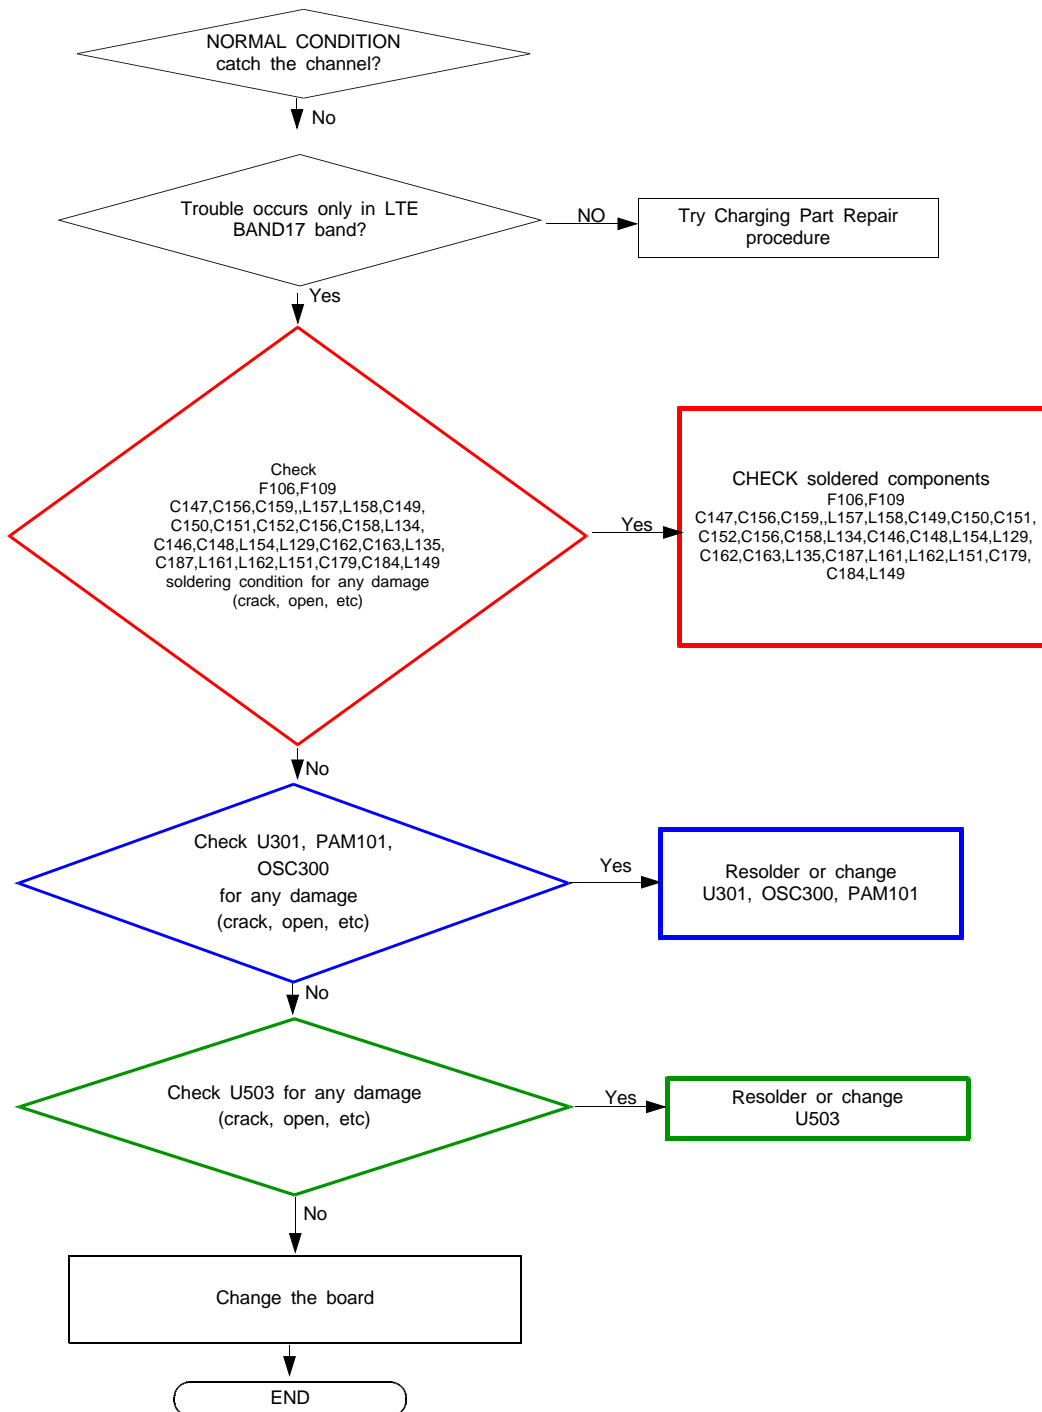 NORMAL CONDITION
catch the channel?
No
Trouble occurs only in LTE
BAND17 band?
NO
Try Charging Part Repair
procedure
Yes
Check
F106,F109
C147,C156,C159,,L157,L158,C149,
C150,C151,C152,C156,C158,L134,
C146,C148,L154,L129,C162,C163,L135,
C187,L161,L162,L151,C179,C184,L149
soldering condition for any damage
(crack, open, etc)
Yes
CHECK soldered components
F106,F109
C147,C156,C159,,L157,L158,C149,C150,C151,
C152,C156,C158,L134,C146,C148,L154,L129,
C162,C163,L135,C187,L161,L162,L151,C179,
C184,L149
No
Check U301, PAM101,
OSC300
for any damage
(crack, open, etc)
Yes
Resolder or change
U301, OSC300, PAM101
No
Check U503 for any damage
(crack, open, etc)
Yes
Resolder or change
U503
No
Change the board
END